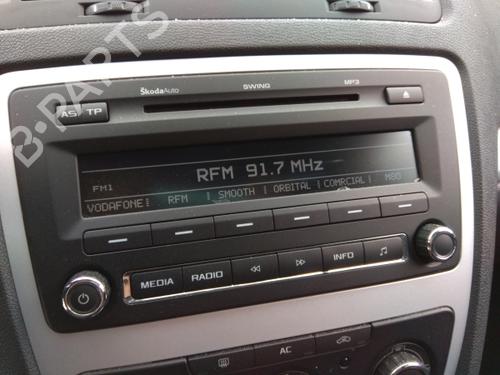 ŠkodaAuto SWING MP3
AS TP
RFM 91.7 MHz
FM1
VODAFONE RFM SMOOTH ORBITAL COMRCIAL M80
MEDIA RADIO INFO
AC
B-PARTS